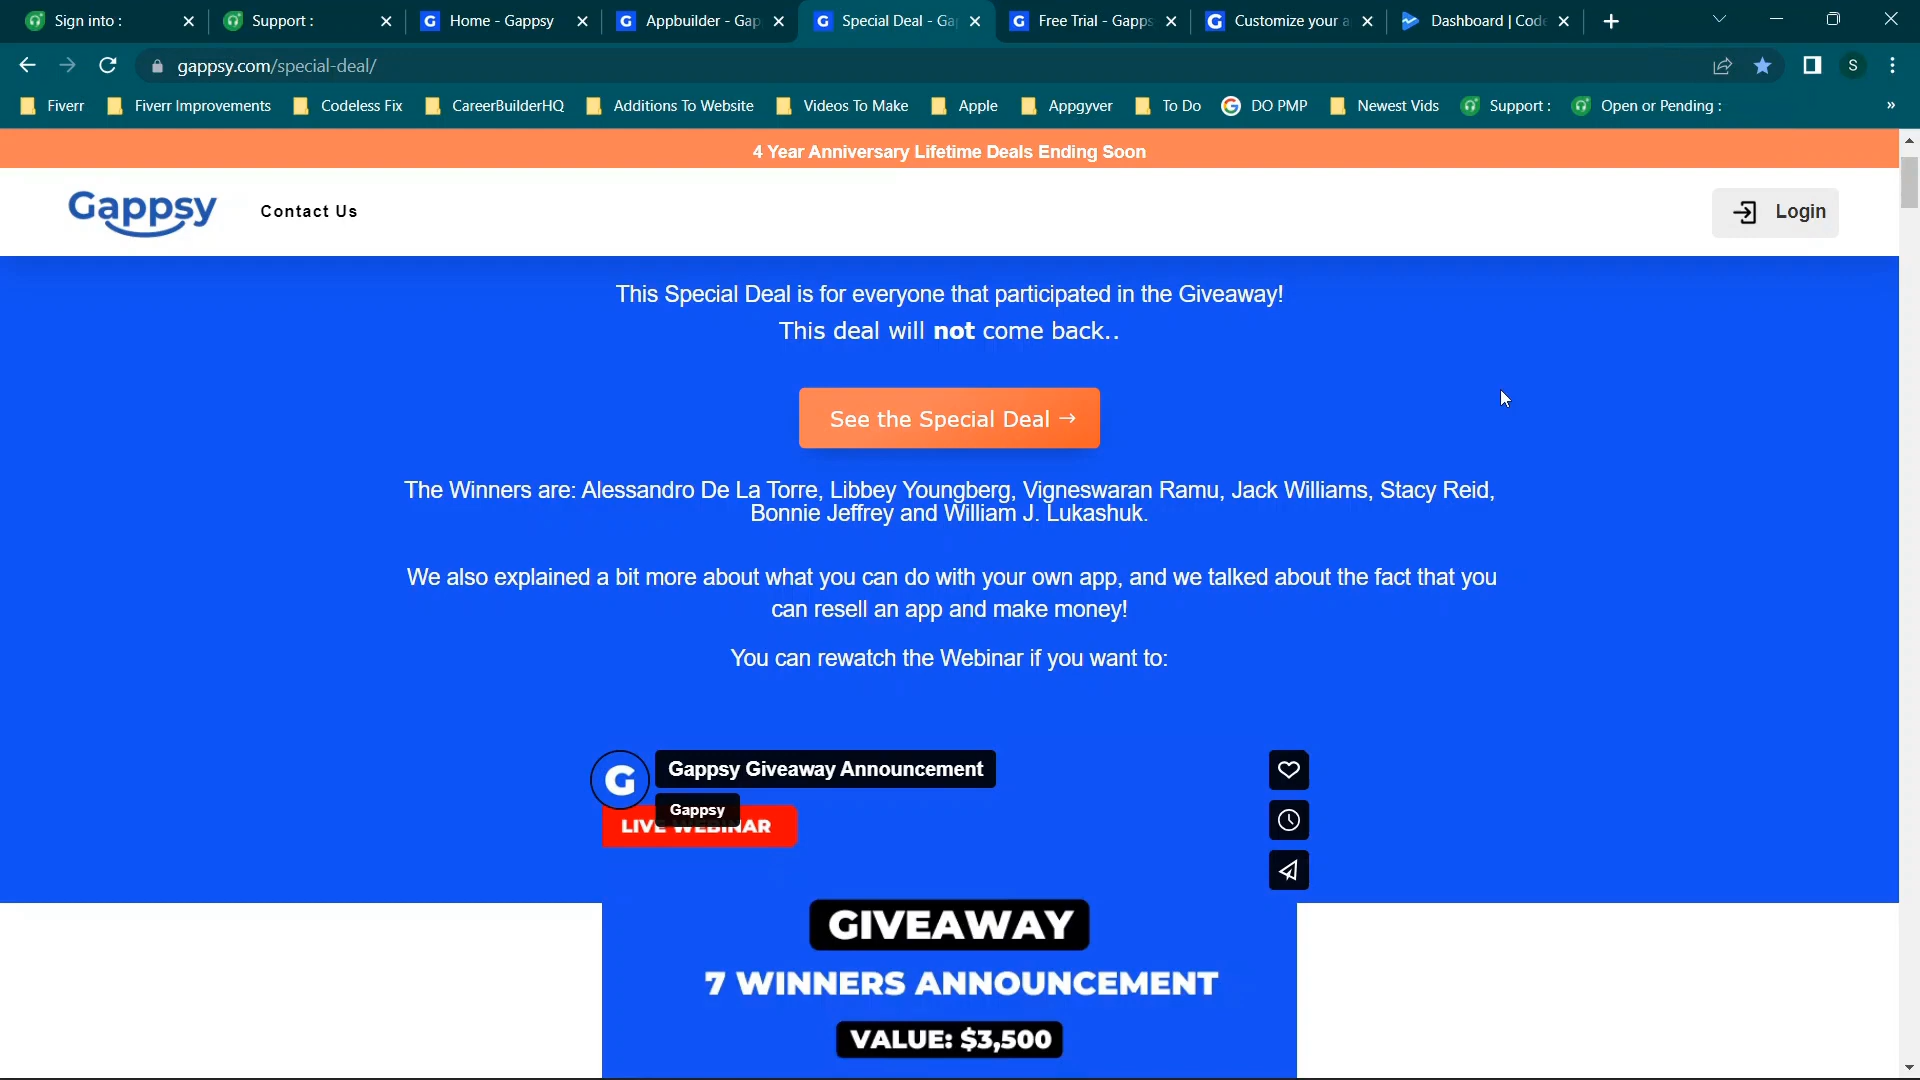 Sign into :
Support :
Home - Gappsy
Appbuilder - Gap
Special Deal - Ga
Free Trial - Gapps
Customize your a
Dashboard | Code
gappsy.com/special-deal/
S
Fiverr
Fiverr Improvements
Codeless Fix
CareerBuilderHQ
Additions To Website
Videos To Make
Apple
Appgyver
To Do
DO PMP
Newest Vids
Support :
Open or Pending :
»
4 Year Anniversary Lifetime Deals Ending Soon
Gappsy
Contact Us
Login
This Special Deal is for everyone that participated in the Giveaway!
This deal will not come back..
See the Special Deal →
The Winners are: Alessandro De La Torre, Libbey Youngberg, Vigneswaran Ramu, Jack Williams, Stacy Reid,
Bonnie Jeffrey and William J. Lukashuk.
We also explained a bit more about what you can do with your own app, and we talked about the fact that you
can resell an app and make money!
You can rewatch the Webinar if you want to:
G
Gappsy Giveaway Announcement
Gappsy
LIVE WEBINAR
GIVEAWAY
7 WINNERS ANNOUNCEMENT
VALUE: $3,500